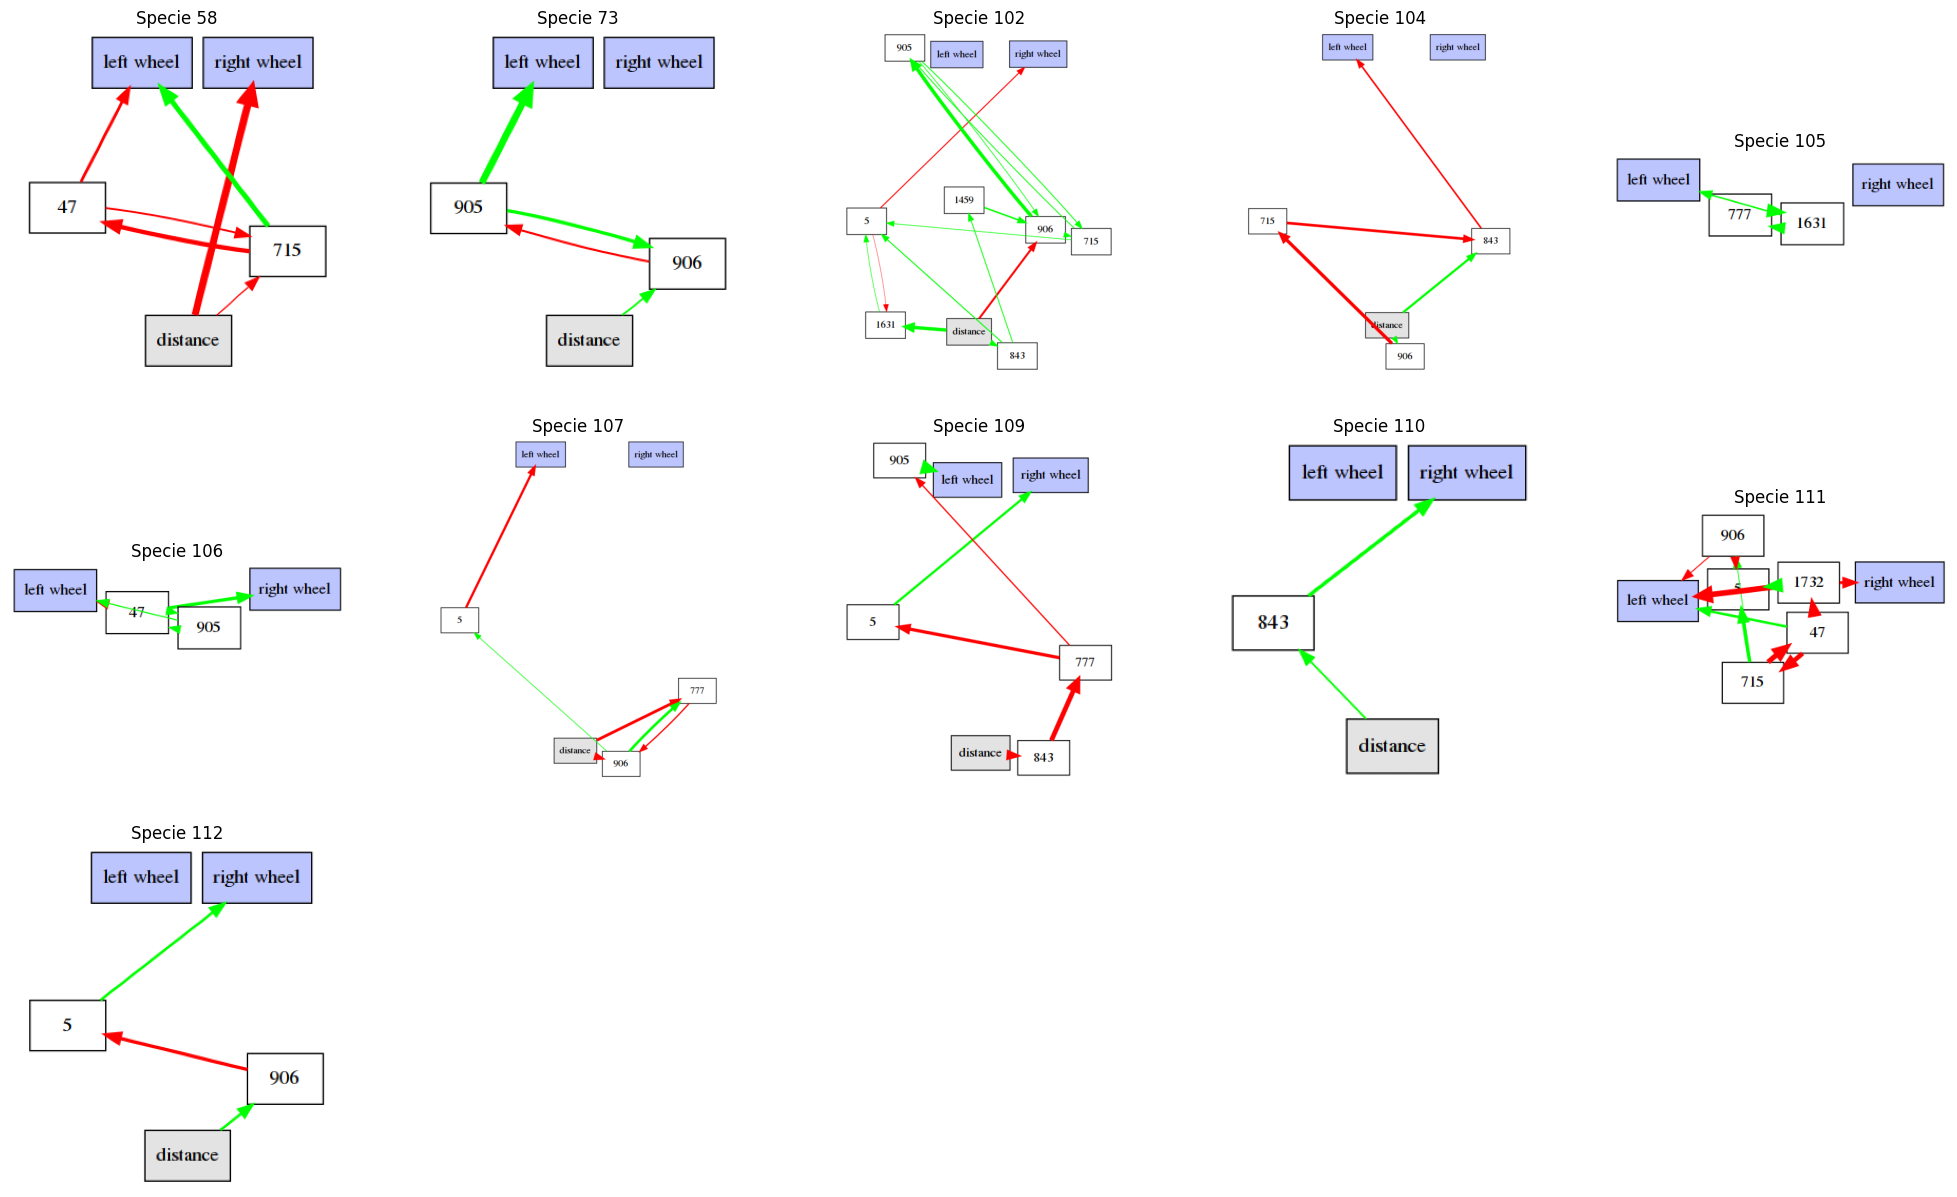 Specie 58
left wheel
right wheel
47
715
distance
Specie 73
left wheel
right wheel
905
906
distance
Specie 102
905
left wheel
right wheel
1459
5
906
715
1631
distance
843
Specie 104
left wheel
right wheel
715
843
distance
906
Specie 105
left wheel
777
1631
right wheel
Specie 106
left wheel
47
905
right wheel
Specie 107
left wheel
right wheel
5
777
distance
906
Specie 109
905
left wheel
right wheel
5
777
distance
843
Specie 110
left wheel
right wheel
843
distance
Specie 111
906
5
1732
left wheel
right wheel
47
715
Specie 112
left wheel
right wheel
5
906
distance